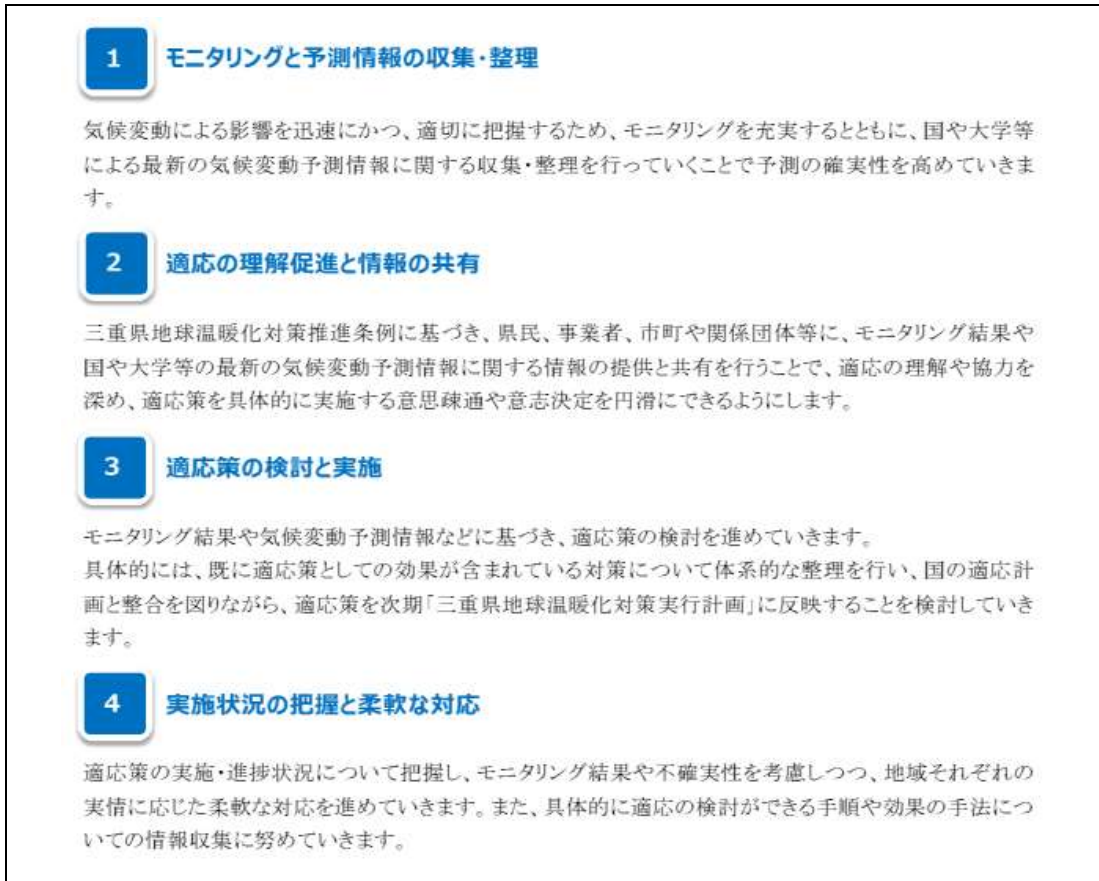 1 モニタリングと予測情報の収集・整理
気候変動による影響を迅速にかつ、適切に把握するため、モニタリングを充実するとともに、国や大学等
による最新の気候変動予測情報に関する収集・整理を行っていくことで予測の確実性を高めていきま
す。
2 適応の理解促進と情報の共有
三重県地球温暖化対策推進条例に基づき、県民、事業者、市町や関係団体等に、モニタリング結果や
国や大学等の最新の気候変動予測情報に関する情報の提供と共有を行うことで、適応の理解や協力を
深め、適応策を具体的に実施する意思疎通や意志決定を円滑にできるようにします。
3 適応策の検討と実施
モニタリング結果や気候変動予測情報などに基づき、適応策の検討を進めていきます。
具体的には、既に適応策としての効果が含まれている対策について体系的な整理を行い、国の適応計
画と整合を図りながら、適応策を次期「三重県地球温暖化対策実行計画」に反映することを検討していき
ます。
4 実施状況の把握と柔軟な対応
適応策の実施・進捗状況について把握し、モニタリング結果や不確実性を考慮しつつ、地域それぞれの
実情に応じた柔軟な対応を進めていきます。また、具体的に適応の検討ができる手順や効果の手法につ
いての情報収集に努めていきます。